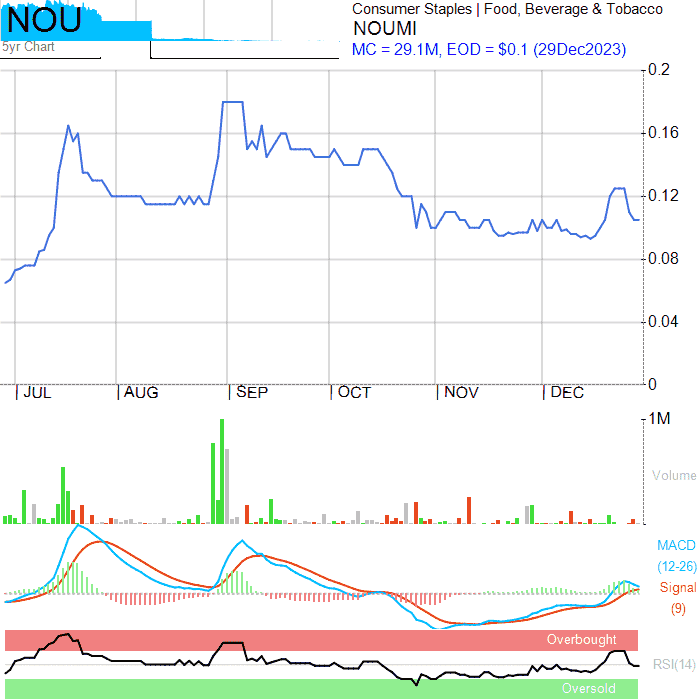 NOU
5yr Chart
Consumer Staples | Food, Beverage & Tobacco
NOUMI
MC = 29.1M, EOD = $0.1 (29Dec2023)
0.2
0.16
0.12
0.08
0.04
0
| JUL | AUG | SEP | OCT | NOV | DEC
1M
Volume
MACD
(12-26)
Signal
(9)
Overbought
RSI(14)
Oversold